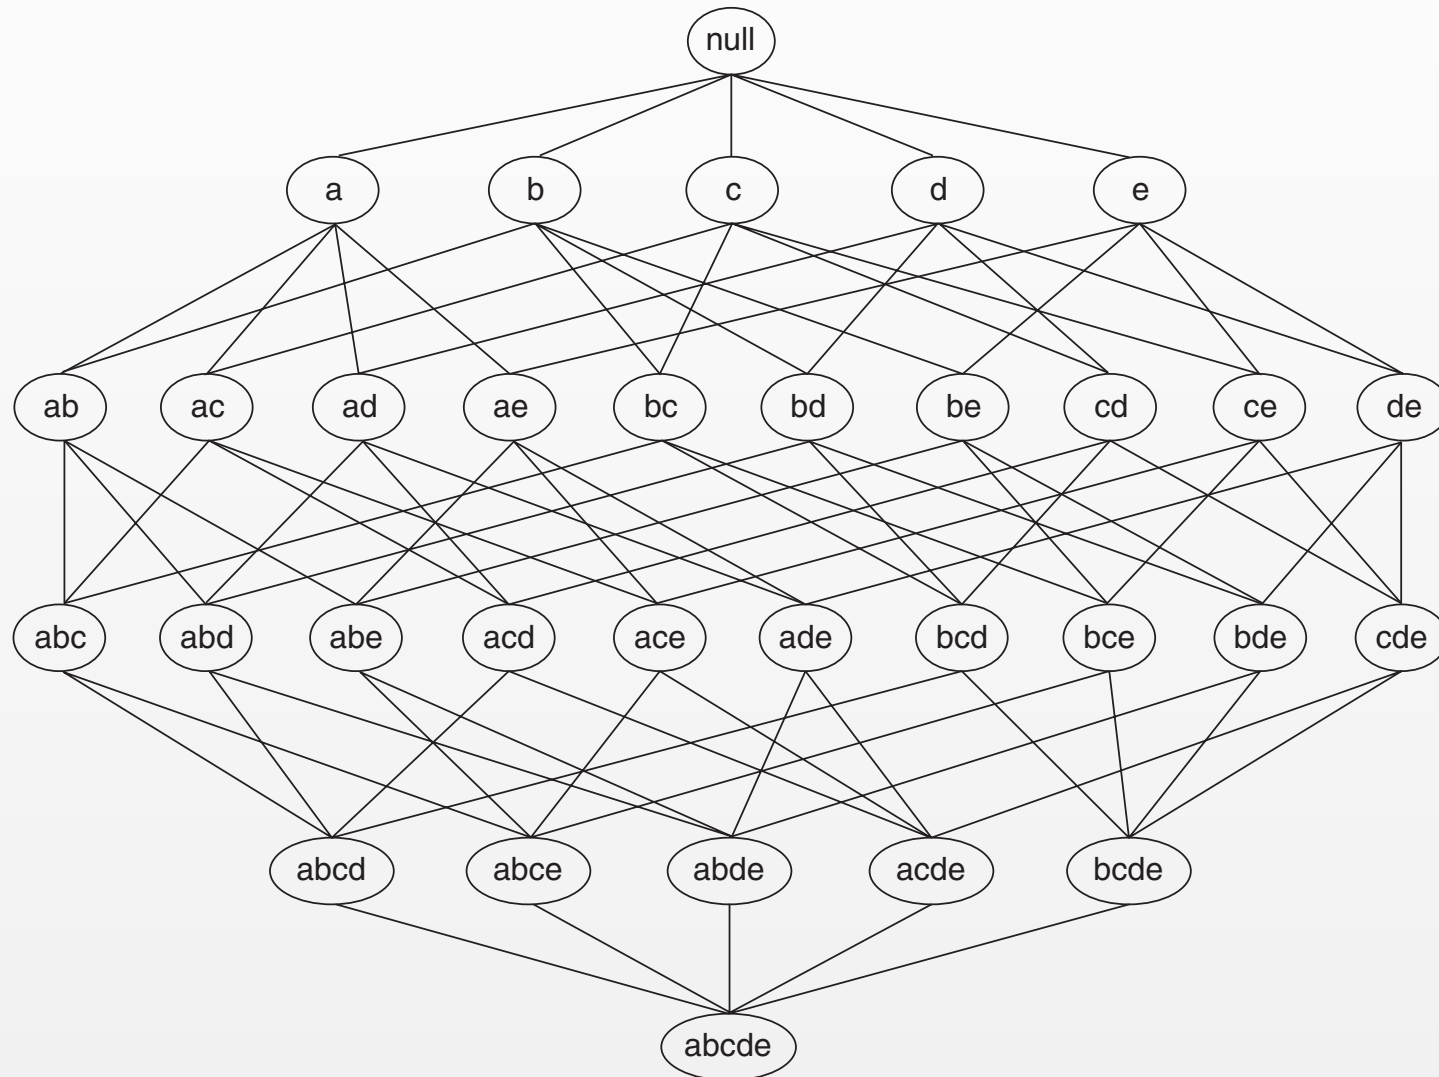 null
a b c d e
ab ac ad ae bc bd be cd ce de
abc abd abe acd ace ade bcd bce bde cde
abcd abce abde acde bcde
abcde